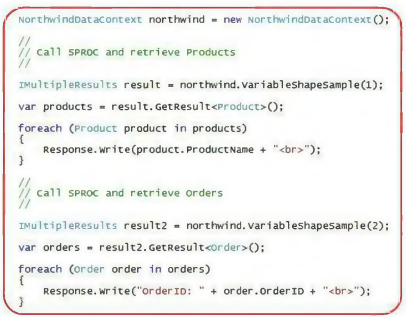 NorthwindDataContext northwind = new NorthwindDataContext();
//
// Call SPROC and retrieve Products
//
IMultipleResults result = northwind.VariableShapeSample(1);
var products = result.GetResult<Product>();
foreach (Product product in products)
{
Response.Write(product.ProductName + "<br>");
}
//
// Call SPROC and retrieve Orders
//
IMultipleResults result2 = northwind.VariableShapeSample(2);
var orders = result2.GetResult<Order>();
foreach (Order order in orders)
{
Response.Write("OrderID: " + order.OrderID + "<br>");
}